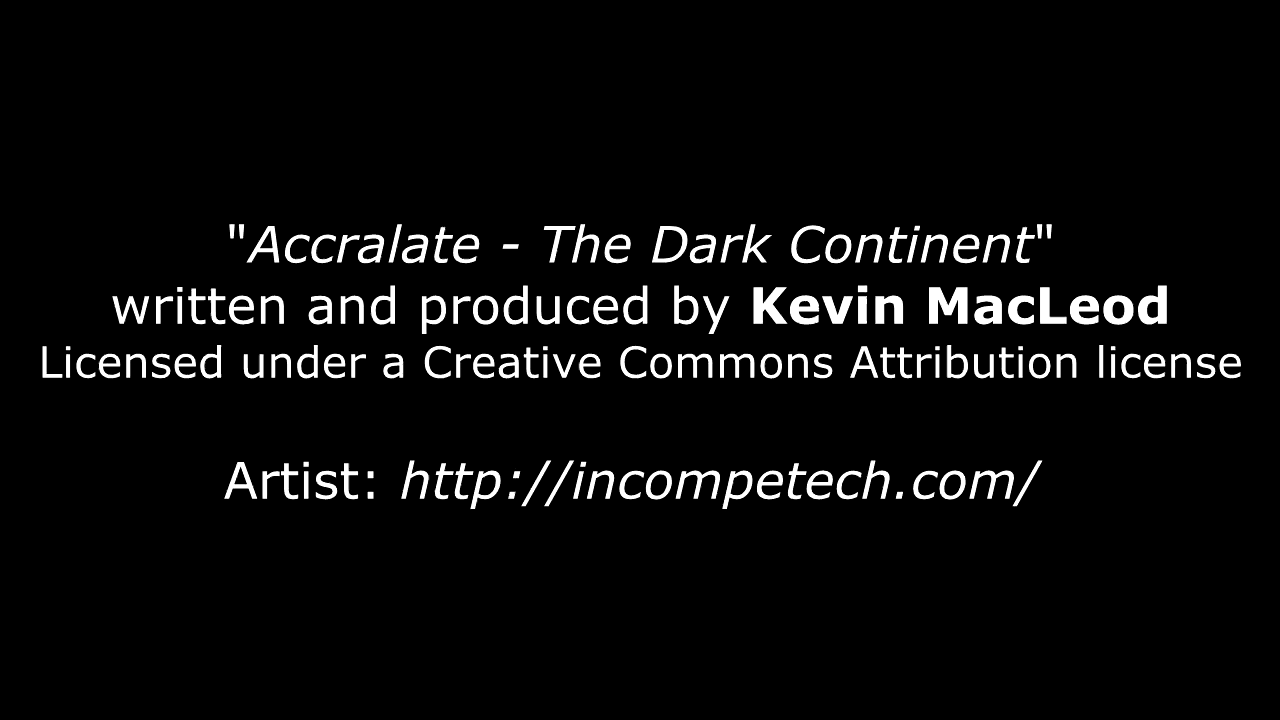 "Accralate - The Dark Continent"
written and produced by Kevin MacLeod
Licensed under a Creative Commons Attribution license
Artist: http://incompetech.com/